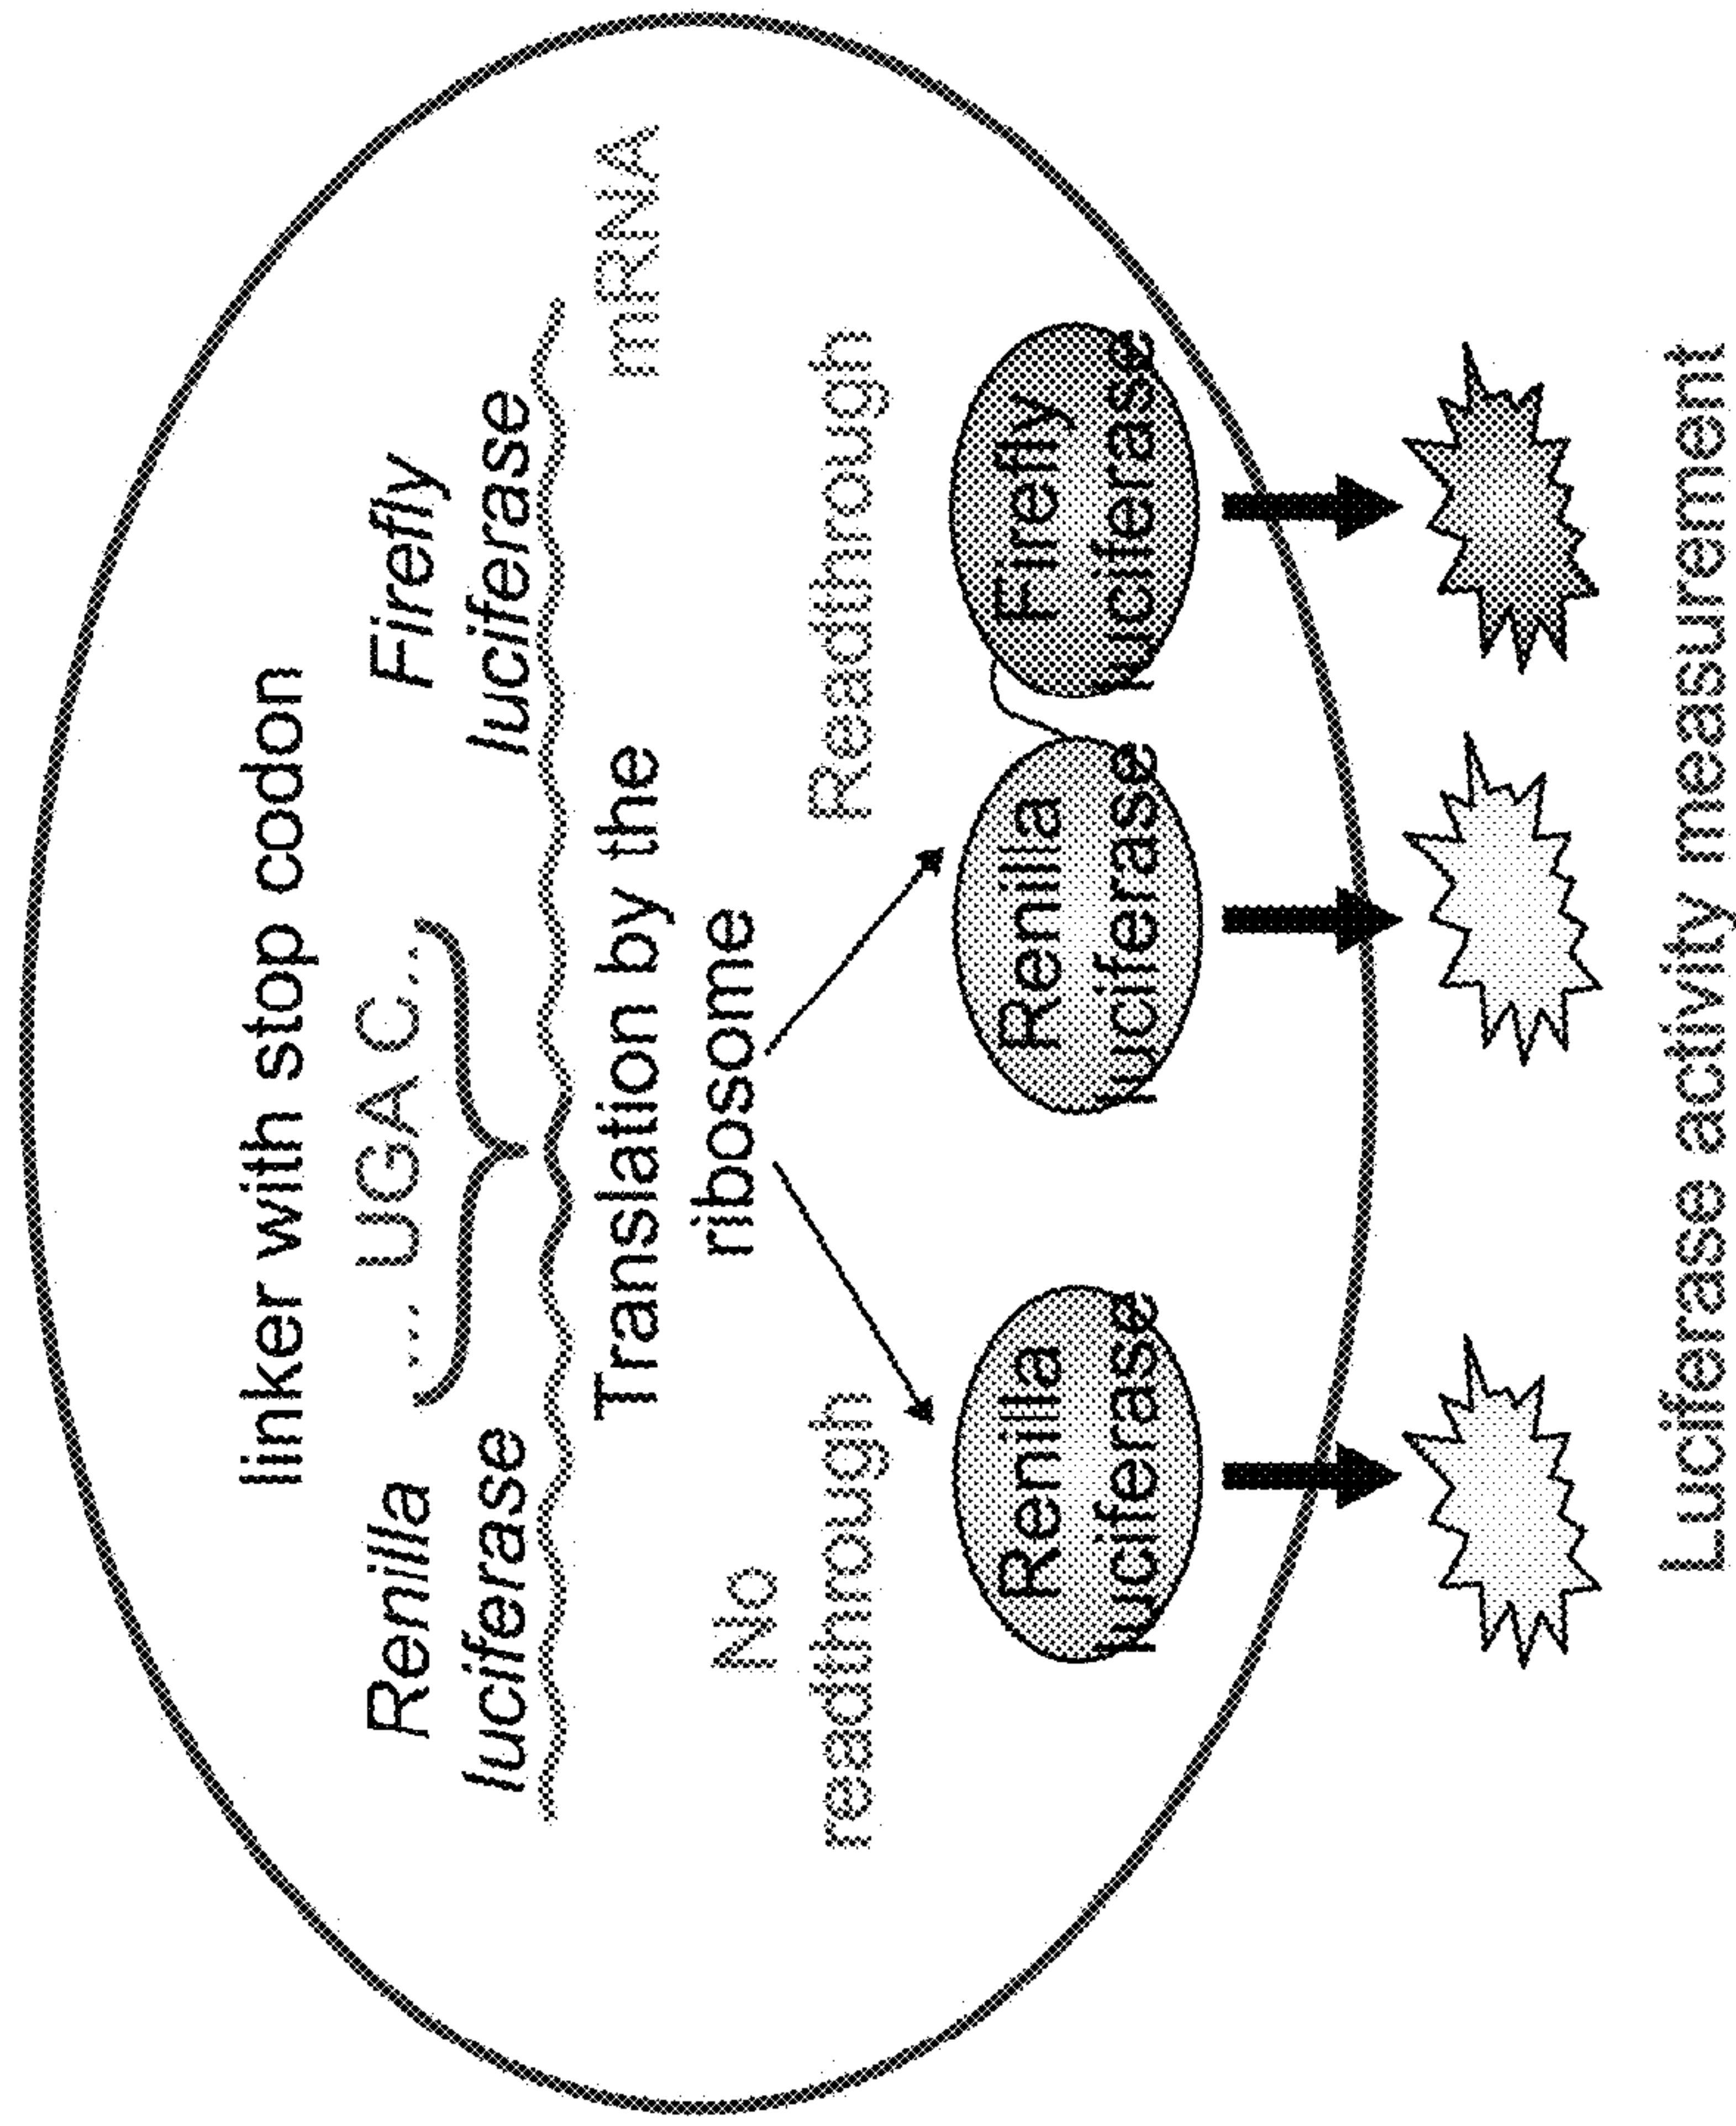 linker with stop codon
Renilla
luciferase
... UGA C...
Firefly
luciferase
mRNA
Translation by the
ribosome
No
readthrough
Readthrough
Renilla
luciferase
Renilla
luciferase
Firefly
luciferase
Luciferase activity measurement